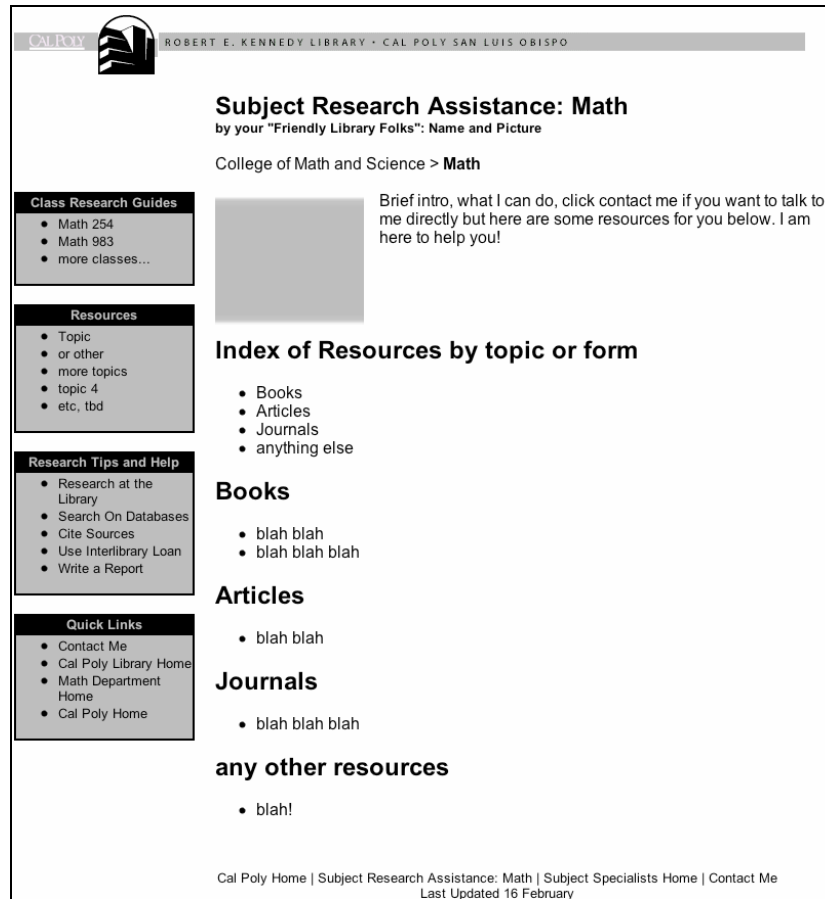 CAL POLY
ROBERT E. KENNEDY LIBRARY • CAL POLY SAN LUIS OBISPO
Subject Research Assistance: Math
by your "Friendly Library Folks": Name and Picture
College of Math and Science > Math
Class Research Guides
• Math 254
• Math 983
• more classes...
Resources
• Topic
• or other
• more topics
• topic 4
• etc, tbd
Research Tips and Help
• Research at the
Library
• Search On Databases
• Cite Sources
• Use Interlibrary Loan
• Write a Report
Quick Links
• Contact Me
• Cal Poly Library Home
• Math Department
Home
• Cal Poly Home
Brief intro, what I can do, click contact me if you want to talk to
me directly but here are some resources for you below. I am
here to help you!
Index of Resources by topic or form
• Books
• Articles
• Journals
• anything else
Books
• blah blah
• blah blah blah
Articles
• blah blah
Journals
• blah blah blah
any other resources
• blah!
Cal Poly Home | Subject Research Assistance: Math | Subject Specialists Home | Contact Me
Last Updated 16 February